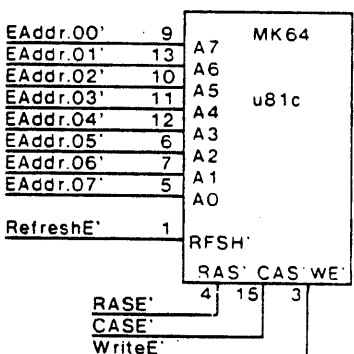 EAddr.00' 9 A7 MK64
EAddr.01' 13 A6
EAddr.02' 10 A5 u81c
EAddr.03' 11 A4
EAddr.04' 12 A3
EAddr.05' 6 A2
EAddr.06' 7 A1
EAddr.07' 5 A0
RefreshE' 1 RFSH'
RAS' CAS' WE'
4 15 3
RASE'
CASE'
WriteE'